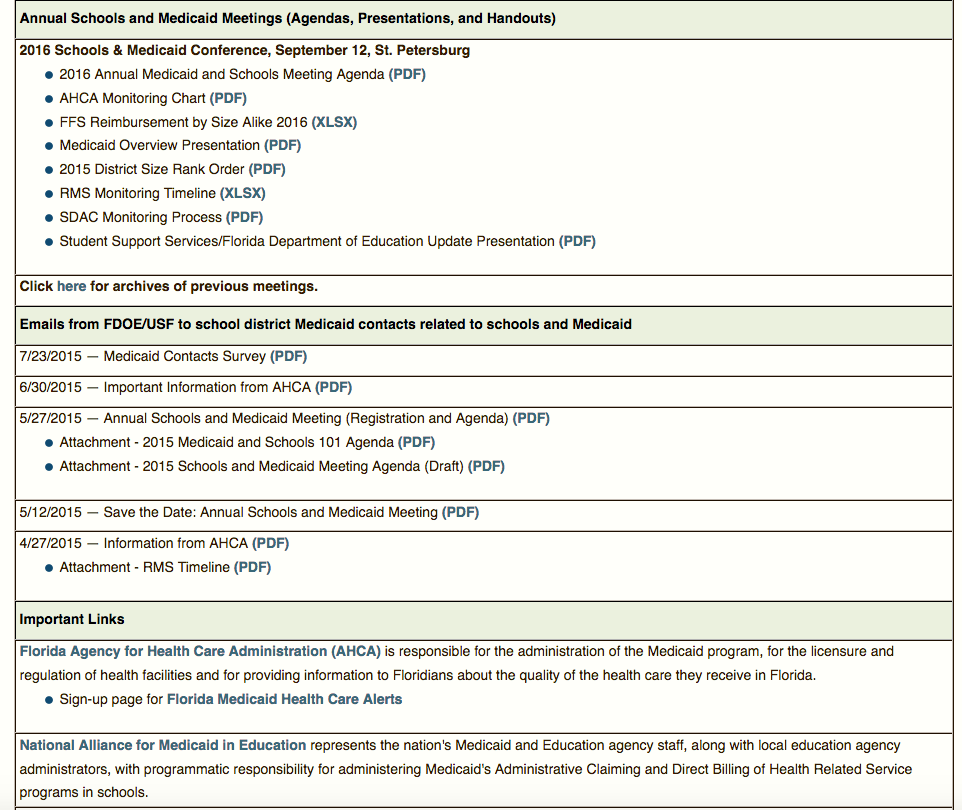 Annual Schools and Medicaid Meetings (Agendas, Presentations, and Handouts)
2016 Schools & Medicaid Conference, September 12, St. Petersburg
2016 Annual Medicaid and Schools Meeting Agenda (PDF)
AHCA Monitoring Chart (PDF)
FFS Reimbursement by Size Alike 2016 (XLSX)
Medicaid Overview Presentation (PDF)
2015 District Size Rank Order (PDF)
RMS Monitoring Timeline (XLSX)
SDAC Monitoring Process (PDF)
Student Support Services/Florida Department of Education Update Presentation (PDF)
Click here for archives of previous meetings.
Emails from FDOE/USF to school district Medicaid contacts related to schools and Medicaid
7/23/2015 — Medicaid Contacts Survey (PDF)
6/30/2015 — Important Information from AHCA (PDF)
5/27/2015 — Annual Schools and Medicaid Meeting (Registration and Agenda) (PDF)
Attachment - 2015 Medicaid and Schools 101 Agenda (PDF)
Attachment - 2015 Schools and Medicaid Meeting Agenda (Draft) (PDF)
5/12/2015 — Save the Date: Annual Schools and Medicaid Meeting (PDF)
4/27/2015 — Information from AHCA (PDF)
Attachment - RMS Timeline (PDF)
Important Links
Florida Agency for Health Care Administration (AHCA) is responsible for the administration of the Medicaid program, for the licensure and
regulation of health facilities and for providing information to Floridians about the quality of the health care they receive in Florida.
Sign-up page for Florida Medicaid Health Care Alerts
National Alliance for Medicaid in Education represents the nation's Medicaid and Education agency staff, along with local education agency
administrators, with programmatic responsibility for administering Medicaid's Administrative Claiming and Direct Billing of Health Related Service
programs in schools.